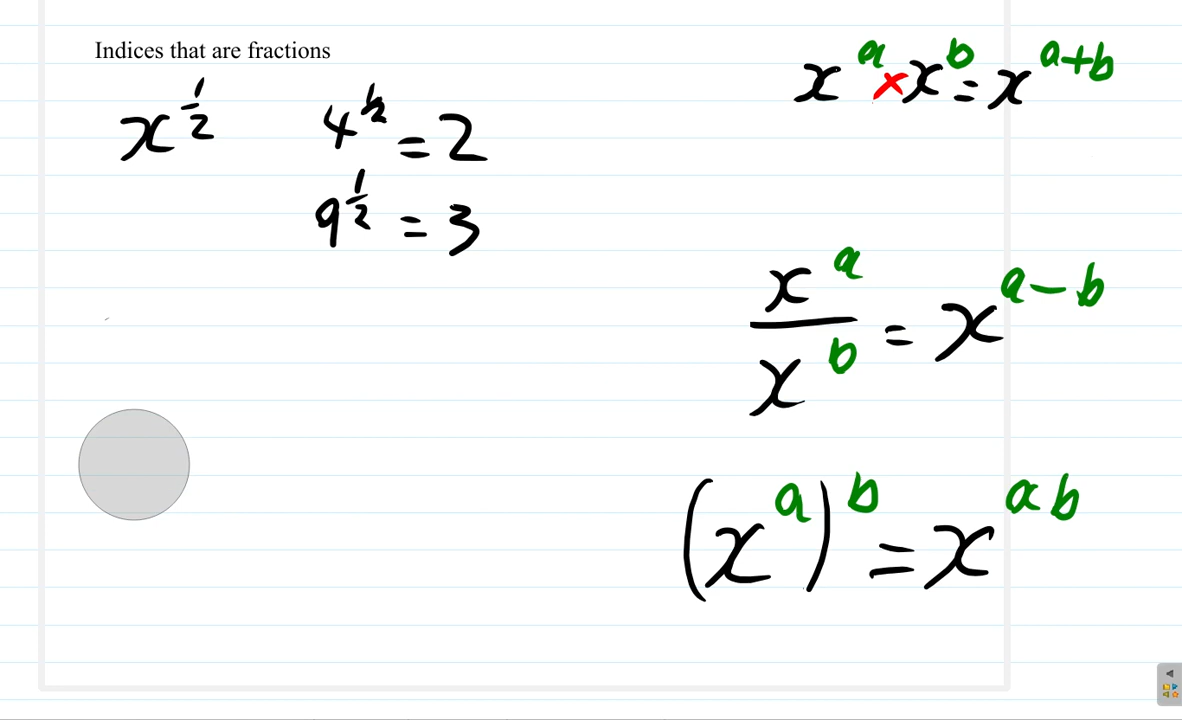 Indices that are fractions
x^a × x^b = x^{a+b}
x^{1/2}
4^{1/2} = 2
9^{1/2} = 3
x^a / x^b = x^{a-b}
(x^a)^b = x^{ab}